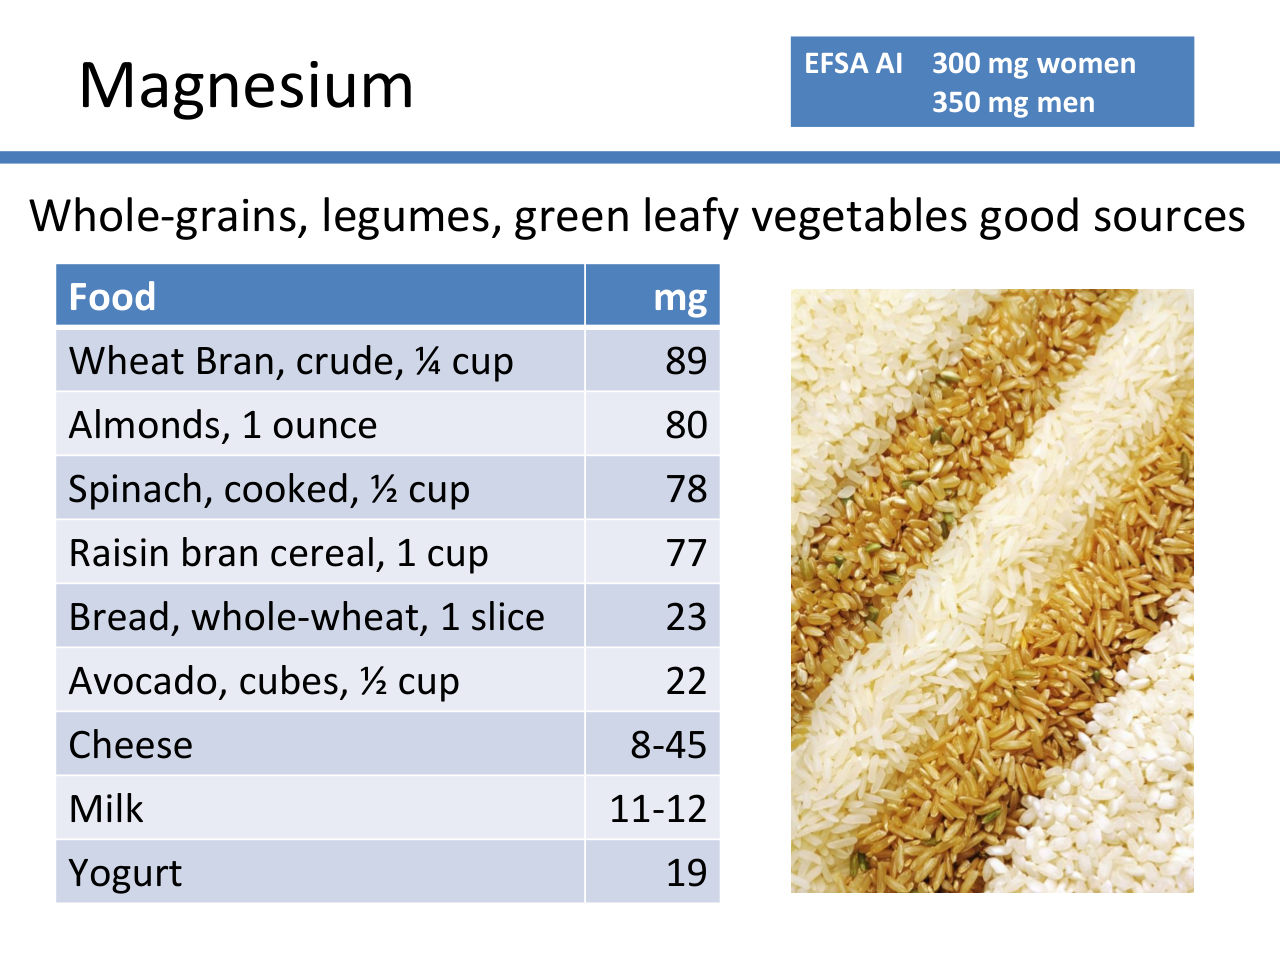 Magnesium
EFSA AI 300 mg women
350 mg men
Whole-grains, legumes, green leafy vegetables good sources
Food mg
Wheat Bran, crude, ¼ cup 89
Almonds, 1 ounce 80
Spinach, cooked, ½ cup 78
Raisin bran cereal, 1 cup 77
Bread, whole-wheat, 1 slice 23
Avocado, cubes, ½ cup 22
Cheese 8-45
Milk 11-12
Yogurt 19